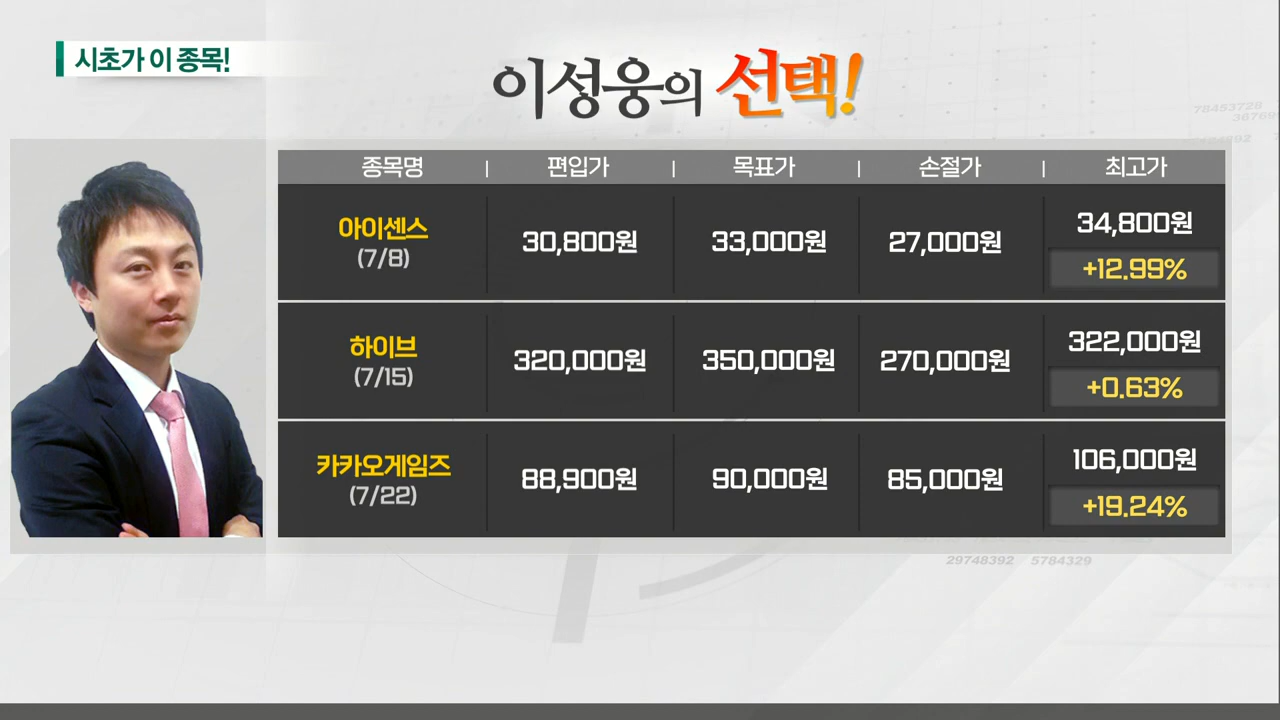 시초가 이 종목!
이성웅의 선택!
78453728
종목명 | 편입가 | 목표가 | 손절가 | 최고가
아이센스
(7/8)
30,800원
33,000원
27,000원
34,800원
+12.99%
하이브
(7/15)
320,000원
350,000원
270,000원
322,000원
+0.63%
카카오게임즈
(7/22)
88,900원
90,000원
85,000원
106,000원
+19.24%
29748392 5784329